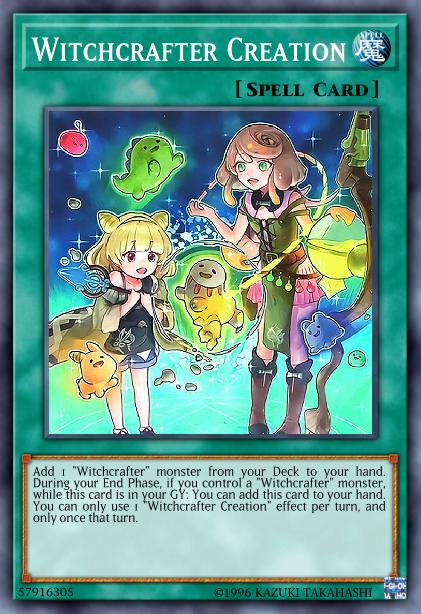 Witchcrafter Creation
SPELL
魔
[Spell Card]
Add 1 "Witchcrafter" monster from your Deck to your hand.
During your End Phase, if you control a "Witchcrafter" monster,
while this card is in your GY: You can add this card to your hand.
You can only use 1 "Witchcrafter Creation" effect per turn, and
only once that turn.
57916305
©1996 KAZUKI TAKAHASHI